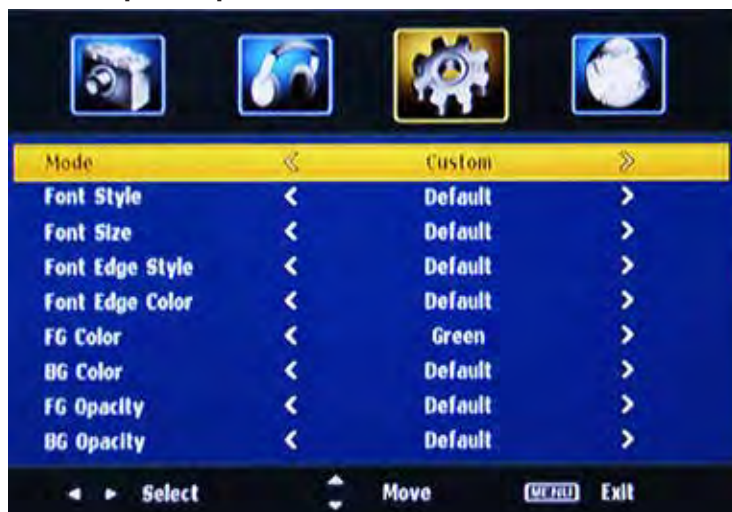 Mode Custom
Font Style Default
Font Size Default
Font Edge Style Default
Font Edge Color Default
FG Color Green
BG Color Default
FG Opacity Default
BG Opacity Default
Select Move MENU Exit